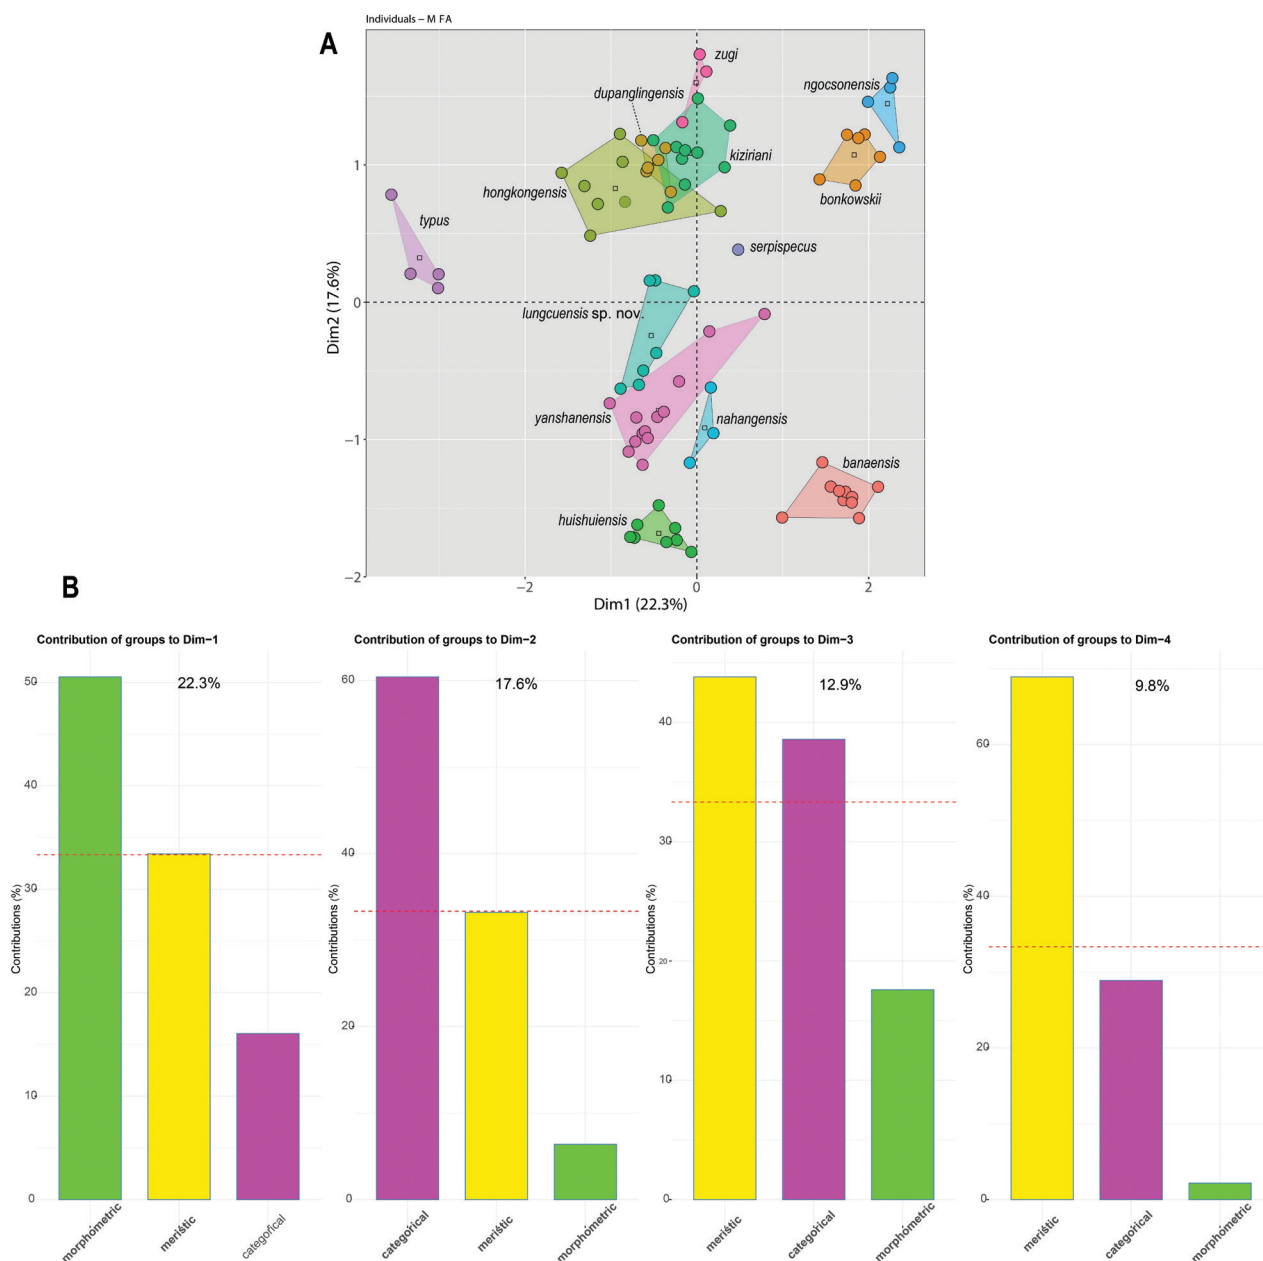 Individuals – M FA
A
zugi
ngocsonensis
dupanglingensis
kiziriani
hongkongensis
bonkowskii
typus
serpispecus
lungcuensis sp. nov.
yanshanensis
nahangensis
banaensis
huishuiensis
1
0
−1
−2
−2
0
2
Dim2 (17.6%)
Dim1 (22.3%)
B
Contribution of groups to Dim−1
22.3%
50
40
30
20
10
0
Contributions (%)
morphometric
meristic
categorical
Contribution of groups to Dim−2
17.6%
60
40
20
0
Contributions (%)
categorical
meristic
morphometric
Contribution of groups to Dim−3
12.9%
40
30
20
10
0
Contributions (%)
meristic
categorical
morphometric
Contribution of groups to Dim−4
9.8%
60
40
20
0
Contributions (%)
meristic
categorical
morphometric